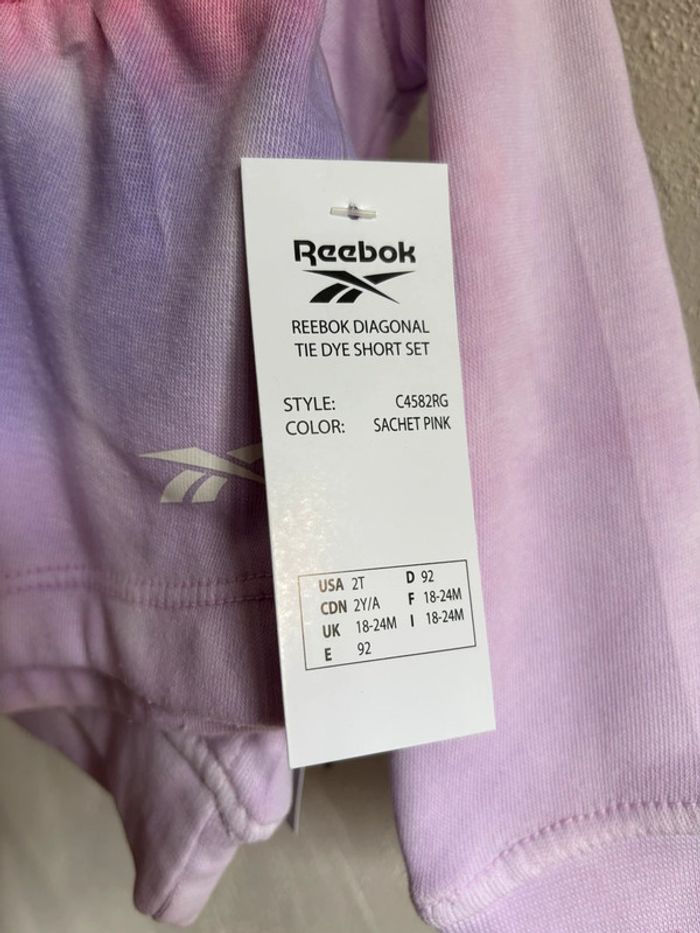 Reebok
REEBOK DIAGONAL
TIE DYE SHORT SET
STYLE: C4582RG
COLOR: SACHET PINK
USA 2T D 92
CDN 2Y/A F 18-24M
UK 18-24M I 18-24M
E 92